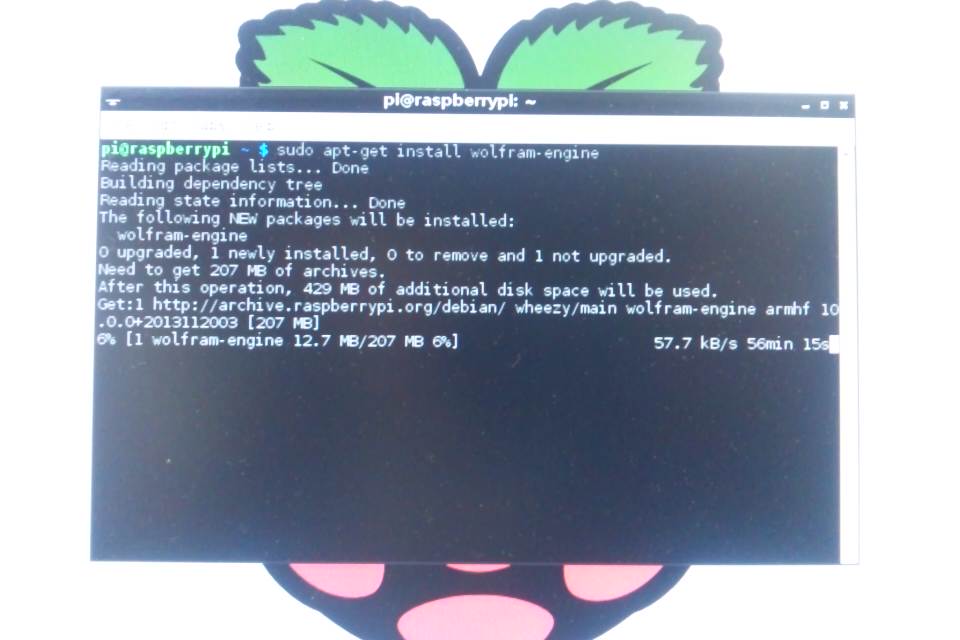 pi@raspberrypi: ~
pi@raspberrypi ~ $ sudo apt-get install wolfram-engine
Reading package lists... Done
Building dependency tree
Reading state information... Done
The following NEW packages will be installed:
wolfram-engine
0 upgraded, 1 newly installed, 0 to remove and 1 not upgraded.
Need to get 207 MB of archives.
After this operation, 429 MB of additional disk space will be used.
Get:1 http://archive.raspberrypi.org/debian/ wheezy/main wolfram-engine armhf 10
.0.0+2013112003 [207 MB]
6% [1 wolfram-engine 12.7 MB/207 MB 6%] 57.7 kB/s 56min 15s